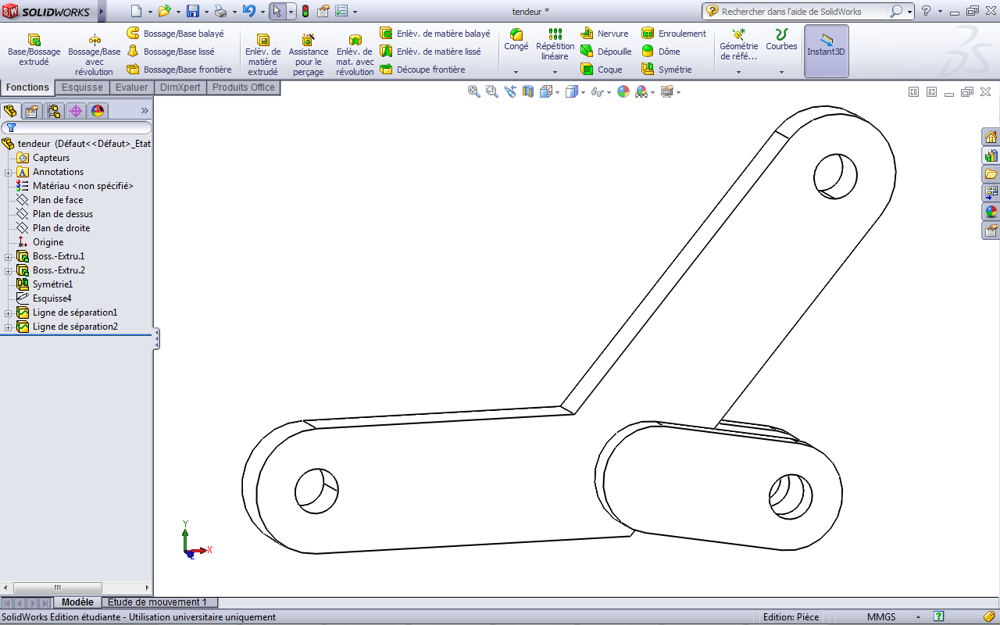 SW SOLIDWORKS
tendeur *
Rechercher dans l'aide de SolidWorks
Base/Bossage extrudé
Bossage/Base avec révolution
Bossage/Base balayé
Bossage/Base lissé
Bossage/Base frontière
Enlèv. de matière extrudé
Assistance pour le perçage
Enlèv. de mat. avec révolution
Enlèv. de matière balayé
Enlèv. de matière lissé
Découpe frontière
Congé
Répétition linéaire
Nervure
Dépouille
Coque
Enroulement
Dôme
Symétrie
Géométrie de réfé...
Courbes
Instant3D
Fonctions Esquisse Evaluer DimXpert Produits Office
tendeur (Défaut<<Défaut>_Etat
Capteurs
Annotations
Matériau <non spécifié>
Plan de face
Plan de dessus
Plan de droite
Origine
Boss.-Extru.1
Boss.-Extru.2
Symétrie1
Esquisse4
Ligne de séparation1
Ligne de séparation2
Y
X
Z
Modèle Etude de mouvement 1
SolidWorks Edition étudiante - Utilisation universitaire uniquement
Edition: Pièce
MMGS